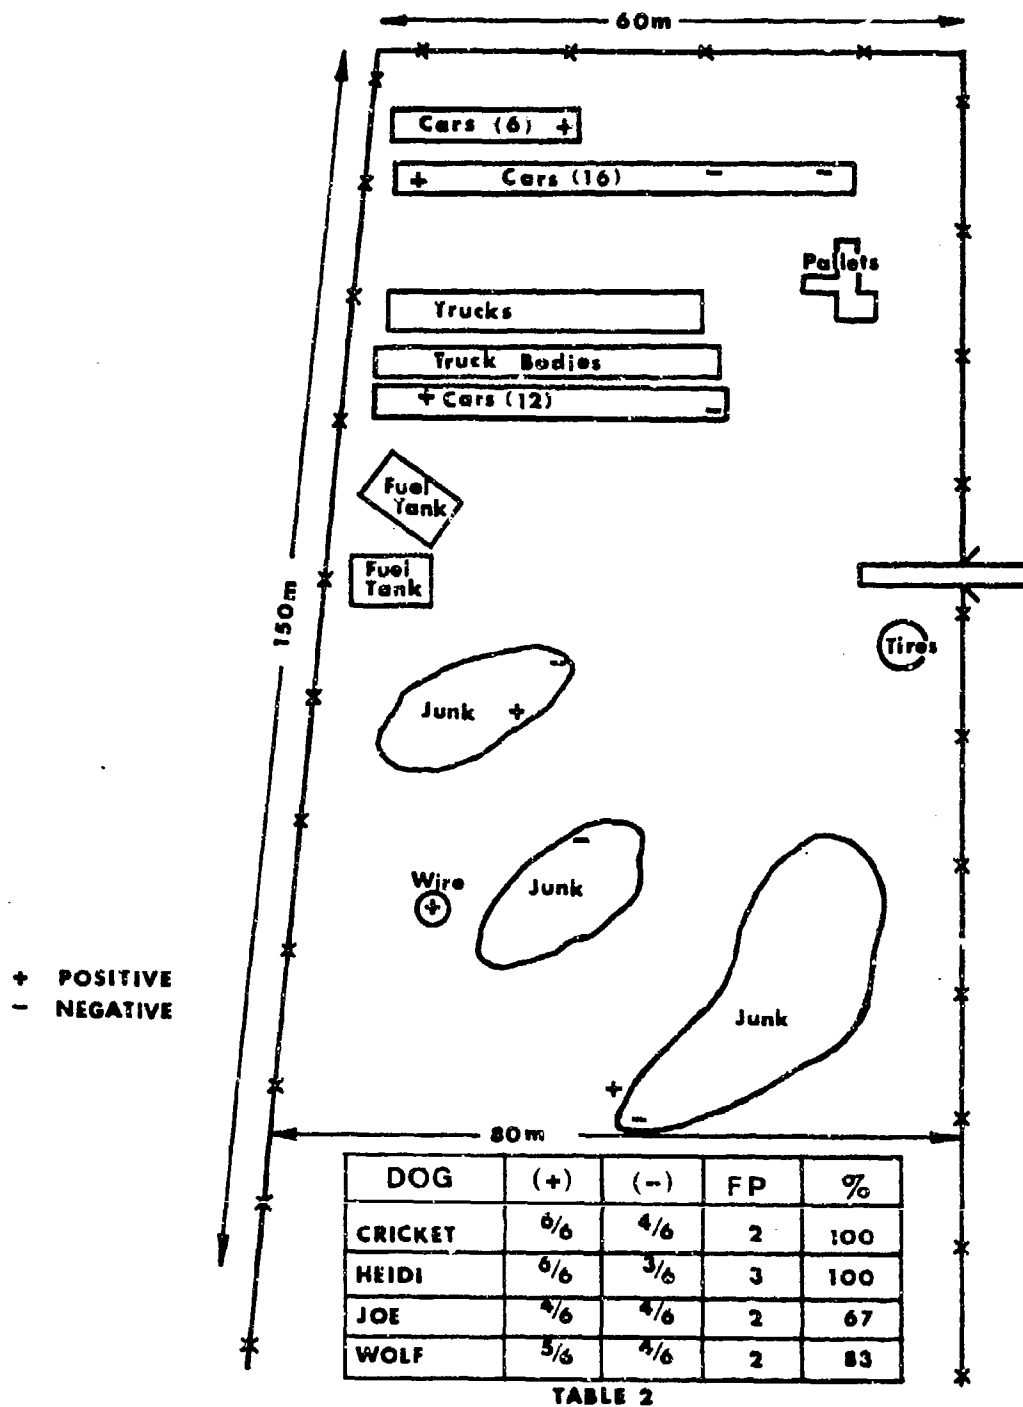 60m
Cars (6) +
+ Cars (16) - -
Pallets
Trucks
Truck Bodies
+ Cars (12) -
Fuel
Tank
Fuel
Tank
150m
Tires
-
Junk +
-
Wire
+
Junk
+ POSITIVE
- NEGATIVE
Junk
+
-
80m
DOG (+) (-) FP %
CRICKET 6/6 4/6 2 100
HEIDI 6/6 3/6 3 100
JOE 4/6 4/6 2 67
WOLF 5/6 4/6 2 83
TABLE 2